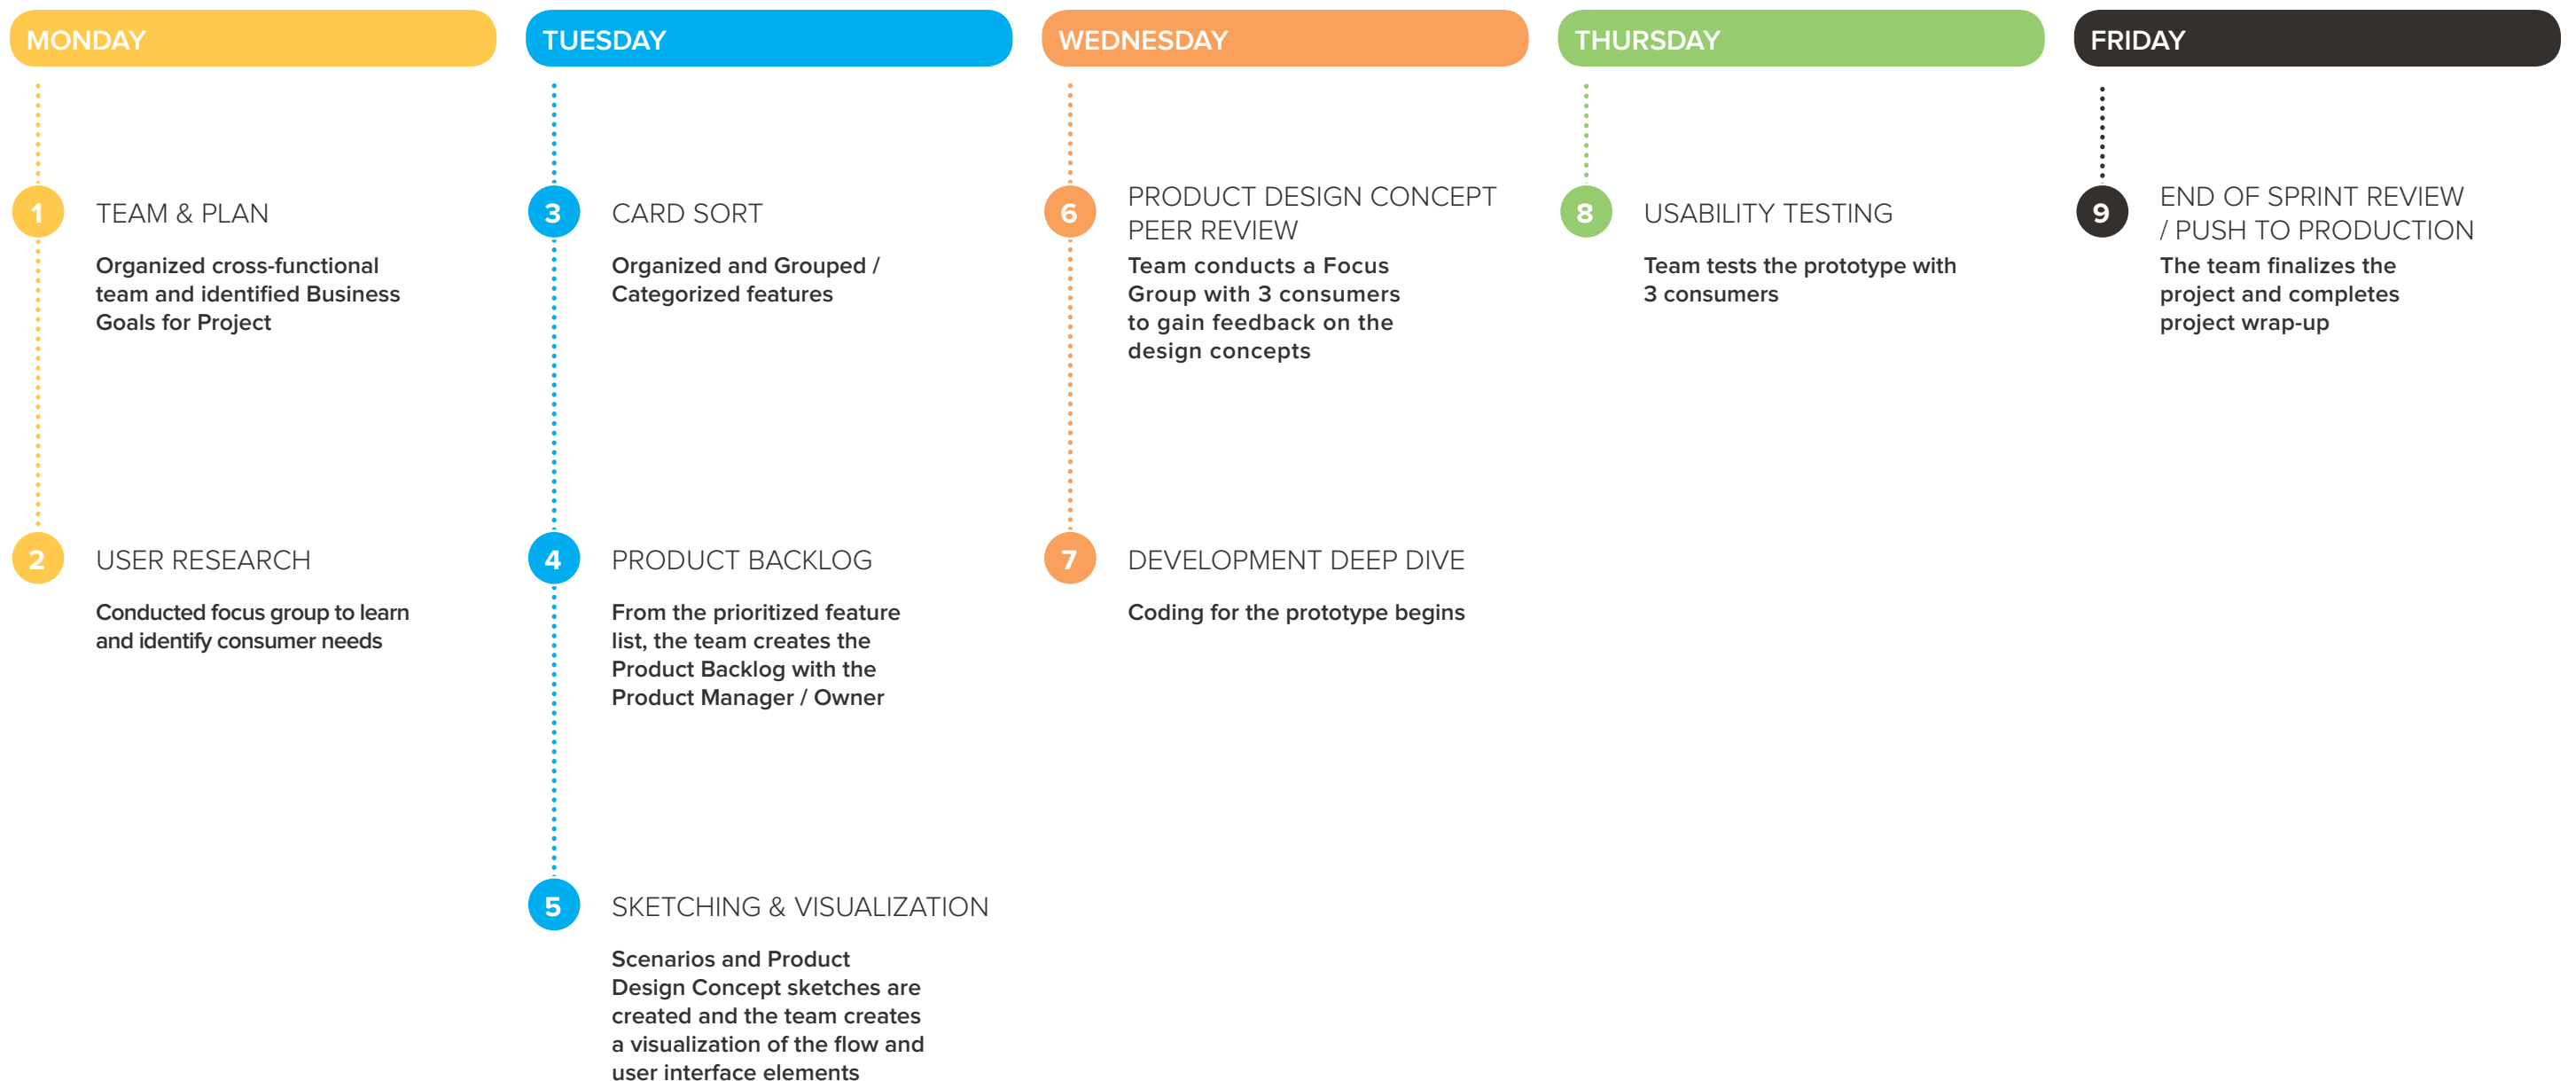 MONDAY
1
TEAM & PLAN
Organized cross-functional
team and identified Business
Goals for Project
2
USER RESEARCH
Conducted focus group to learn
and identify consumer needs
TUESDAY
3
CARD SORT
Organized and Grouped /
Categorized features
4
PRODUCT BACKLOG
From the prioritized feature
list, the team creates the
Product Backlog with the
Product Manager / Owner
5
SKETCHING & VISUALIZATION
Scenarios and Product
Design Concept sketches are
created and the team creates
a visualization of the flow and
user interface elements
WEDNESDAY
6
PRODUCT DESIGN CONCEPT
PEER REVIEW
Team conducts a Focus
Group with 3 consumers
to gain feedback on the
design concepts
7
DEVELOPMENT DEEP DIVE
Coding for the prototype begins
THURSDAY
8
USABILITY TESTING
Team tests the prototype with
3 consumers
FRIDAY
9
END OF SPRINT REVIEW
/ PUSH TO PRODUCTION
The team finalizes the
project and completes
project wrap-up